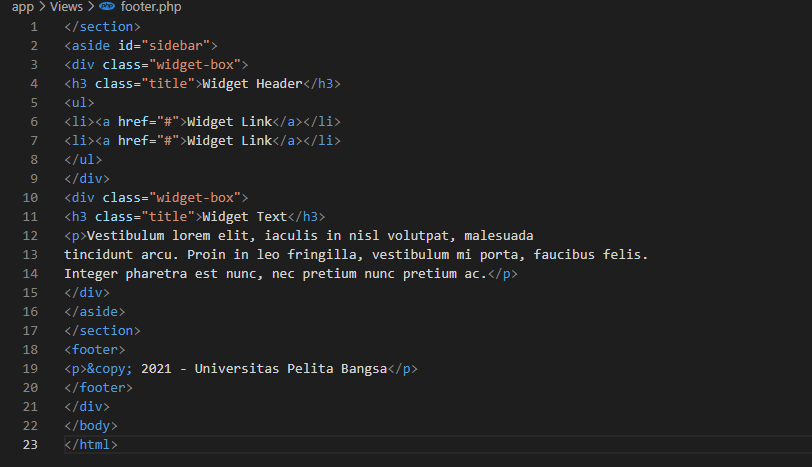 app > Views > footer.php
1 </section>
2 <aside id="sidebar">
3 <div class="widget-box">
4 <h3 class="title">Widget Header</h3>
5 <ul>
6 <li><a href="#">Widget Link</a></li>
7 <li><a href="#">Widget Link</a></li>
8 </ul>
9 </div>
10 <div class="widget-box">
11 <h3 class="title">Widget Text</h3>
12 <p>Vestibulum lorem elit, iaculis in nisl volutpat, malesuada
13 tincidunt arcu. Proin in leo fringilla, vestibulum mi porta, faucibus felis.
14 Integer pharetra est nunc, nec pretium nunc pretium ac.</p>
15 </div>
16 </aside>
17 </section>
18 <footer>
19 <p>&copy; 2021 - Universitas Pelita Bangsa</p>
20 </footer>
21 </div>
22 </body>
23 </html>